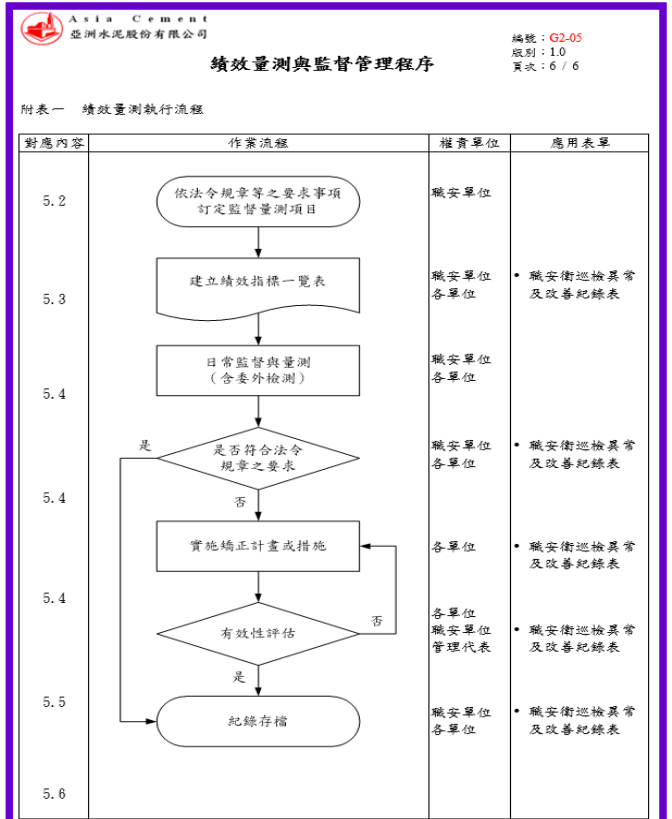 Asia Cement
亞洲水泥股份有限公司
編號：G2-05
版別：1.0
頁次：6 / 6
績效量測與監督管理程序
附表一　績效量測執行流程
對應內容　作業流程　權責單位　應用表單
5.2
依法令規章等之要求事項
訂定監督量測項目
職安單位
5.3
建立績效指標一覽表
職安單位
各單位
• 職安衛巡檢異常
及改善紀錄表
5.4
日常監督與量測
（含委外檢測）
職安單位
各單位
是
是否符合法令
規章之要求
否
職安單位
各單位
• 職安衛巡檢異常
及改善紀錄表
5.4
實施矯正計畫或措施
各單位
• 職安衛巡檢異常
及改善紀錄表
5.4
有效性評估
否
是
各單位
職安單位
管理代表
• 職安衛巡檢異常
及改善紀錄表
5.5
紀錄存檔
職安單位
各單位
• 職安衛巡檢異常
及改善紀錄表
5.6